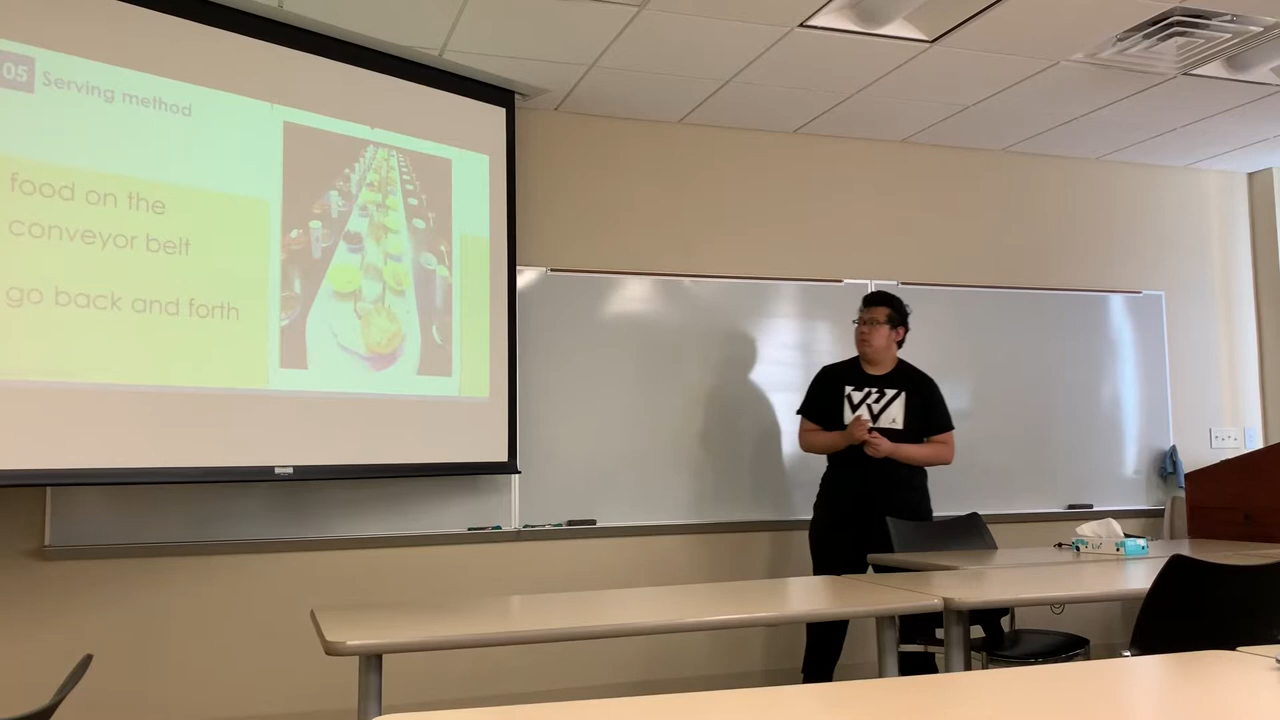 05 Serving method
food on the
conveyor belt
go back and forth